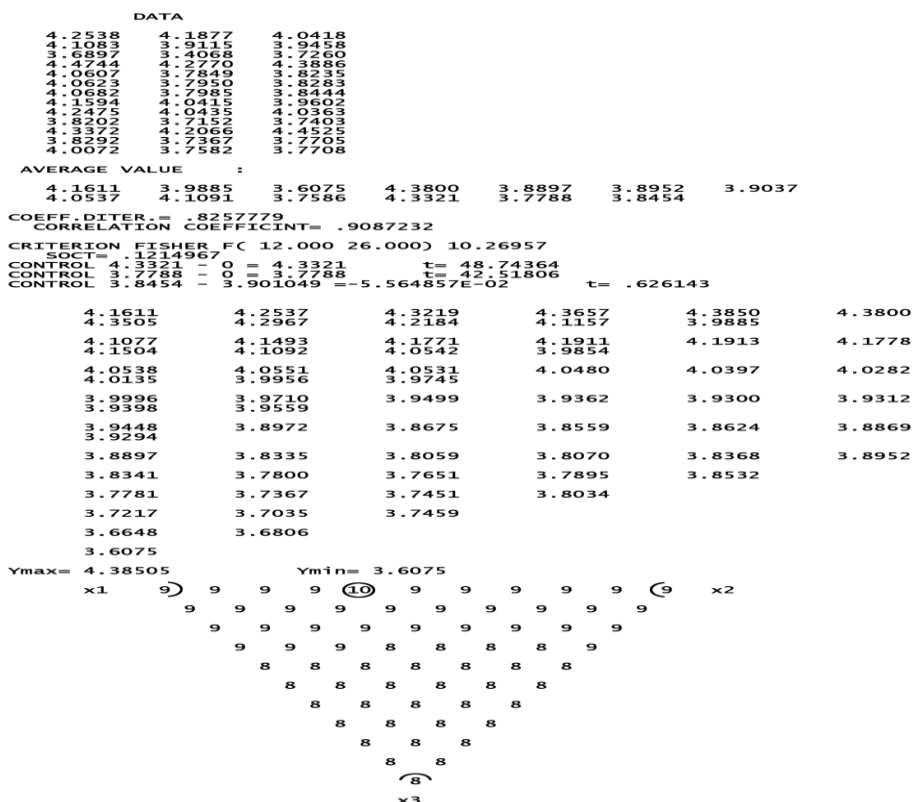 DATA
4.2538 4.1877 4.0418
4.1083 3.9115 3.9458
3.6897 3.4068 3.7260
4.4744 4.2770 4.3886
4.0607 3.7849 3.8235
4.0623 3.7950 3.8283
4.0682 3.7985 3.8444
4.1594 4.0415 3.9602
4.2475 4.0435 4.0363
3.8202 3.7152 3.7403
4.3372 4.2066 4.4525
3.8292 3.7367 3.7705
4.0072 3.7582 3.7708
AVERAGE VALUE :
4.1611 3.9885 3.6075 4.3800 3.8897 3.8952 3.9037
4.0537 4.1091 3.7586 4.3321 3.7788 3.8454
COEFF.DITER.= .8257779
CORRELATION COEFFICINT= .9087232
CRITERION FISHER F( 12.000 26.000) 10.26957
SOCT= .1214967
CONTROL 4.3321 - 0 = 4.3321 t= 48.74364
CONTROL 3.7788 - 0 = 3.7788 t= 42.51806
CONTROL 3.8454 - 3.901049 =-5.564857E-02 t= .626143
4.1611 4.2537 4.3219 4.3657 4.3850 4.3800
4.3505 4.2967 4.2184 4.1157 3.9885
4.1077 4.1493 4.1771 4.1911 4.1913 4.1778
4.1504 4.1092 4.0542 3.9854
4.0538 4.0551 4.0531 4.0480 4.0397 4.0282
4.0135 3.9956 3.9745
3.9996 3.9710 3.9499 3.9362 3.9300 3.9312
3.9398 3.9559
3.9448 3.8972 3.8675 3.8559 3.8624 3.8869
3.9294
3.8897 3.8335 3.8059 3.8070 3.8368 3.8952
3.8341 3.7800 3.7651 3.7895 3.8532
3.7781 3.7367 3.7451 3.8034
3.7217 3.7035 3.7459
3.6648 3.6806
3.6075
Ymax= 4.38505 Ymin= 3.6075
x1 9) 9 9 9 (10) 9 9 9 9 9 (9 x2
9 9 9 9 9 9 9 9 9 9
9 9 9 9 9 9 9 9 9
9 9 9 8 8 8 8 9
8 8 8 8 8 8 8
8 8 8 8 8 8
8 8 8 8 8
8 8 8 8
8 8 8
8 8
8
x3